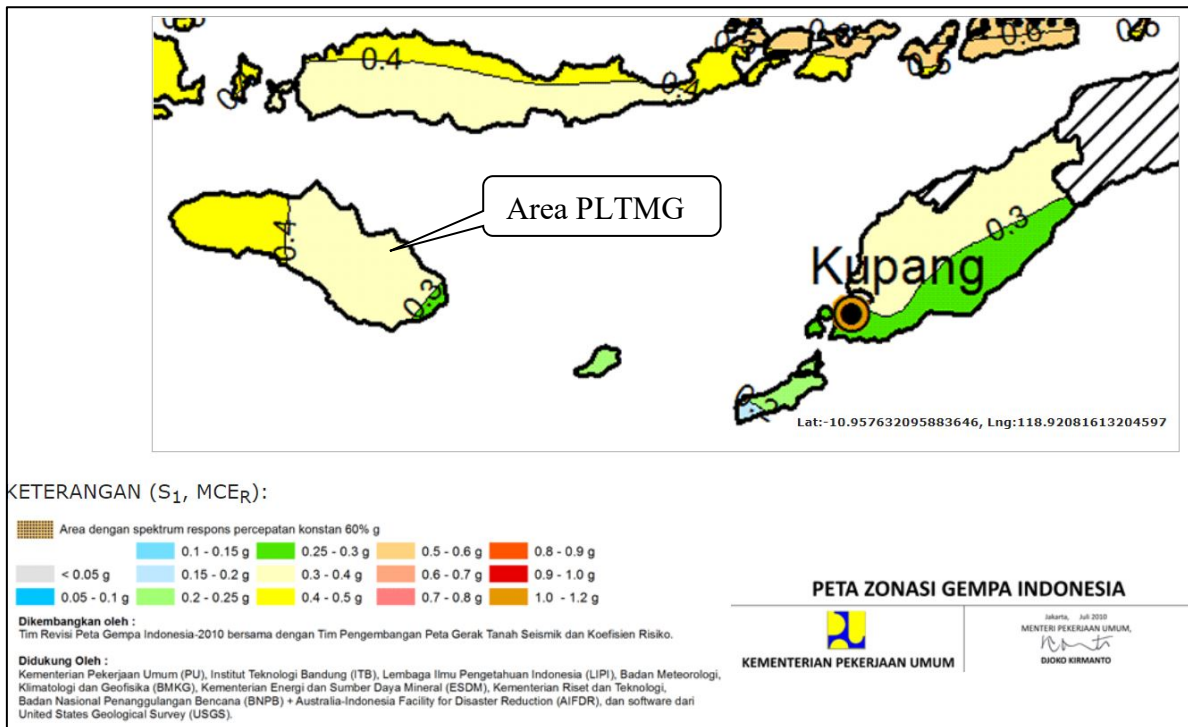 0.4
0.6
0.4
Area PLTMG
0.4
0.3
0.3
Kupang
Lat:-10.957632095883646, Lng:118.92081613204597
KETERANGAN (S1, MCER):
Area dengan spektrum respons percepatan konstan 60% g
0.1 - 0.15 g 0.25 - 0.3 g 0.5 - 0.6 g 0.8 - 0.9 g
< 0.05 g 0.15 - 0.2 g 0.3 - 0.4 g 0.6 - 0.7 g 0.9 - 1.0 g
0.05 - 0.1 g 0.2 - 0.25 g 0.4 - 0.5 g 0.7 - 0.8 g 1.0 - 1.2 g
Dikembangkan oleh :
Tim Revisi Peta Gempa Indonesia-2010 bersama dengan Tim Pengembangan Peta Gerak Tanah Seismik dan Koefisien Risiko.
Didukung Oleh :
Kementerian Pekerjaan Umum (PU), Institut Teknologi Bandung (ITB), Lembaga Ilmu Pengetahuan Indonesia (LIPI), Badan Meteorologi,
Klimatologi dan Geofisika (BMKG), Kementerian Energi dan Sumber Daya Mineral (ESDM), Kementerian Riset dan Teknologi,
Badan Nasional Penanggulangan Bencana (BNPB) + Australia-Indonesia Facility for Disaster Reduction (AIFDR), dan software dari
United States Geological Survey (USGS).
PETA ZONASI GEMPA INDONESIA
KEMENTERIAN PEKERJAAN UMUM
Jakarta, Juli 2010
MENTERI PEKERJAAN UMUM,
DJOKO KIRMANTO